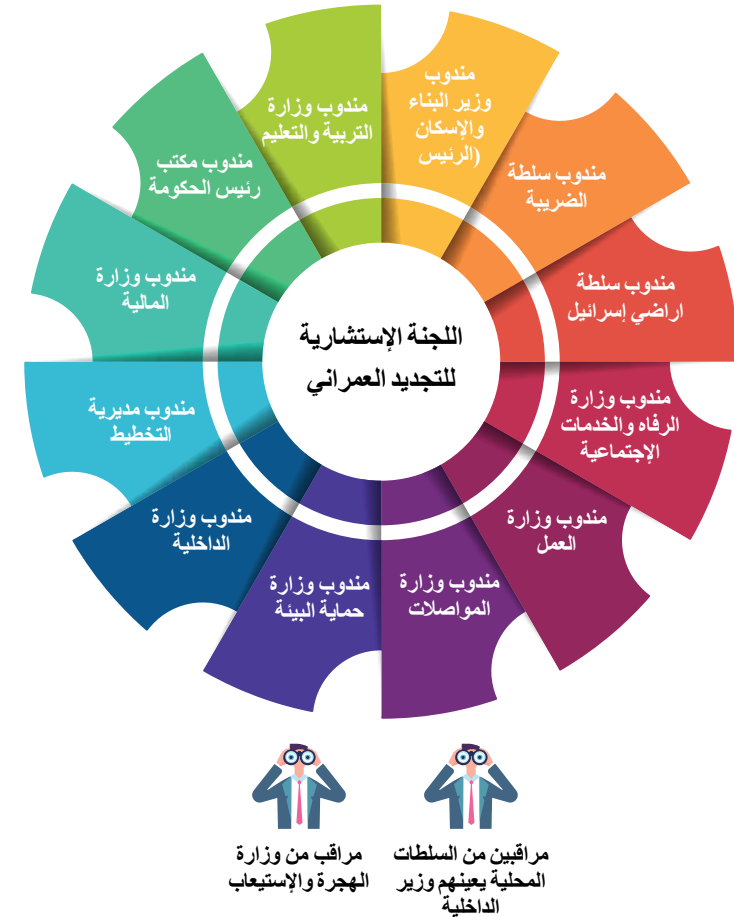 اللجنة الإستشارية
للتجديد العمراني
مندوب
وزير البناء
والإسكان
(الرئيس
مندوب سلطة
الضريبة
مندوب سلطة
اراضي إسرائيل
مندوب وزارة
الرفاه والخدمات
الإجتماعية
مندوب وزارة
العمل
مندوب وزارة
المواصلات
مندوب وزارة
حماية البيئة
مندوب وزارة
الداخلية
مندوب مديرية
التخطيط
مندوب وزارة
المالية
مندوب مكتب
رئيس الحكومة
مندوب وزارة
التربية والتعليم
مراقبين من السلطات
المحلية يعينهم وزير
الداخلية
مراقب من وزارة
الهجرة والإستيعاب